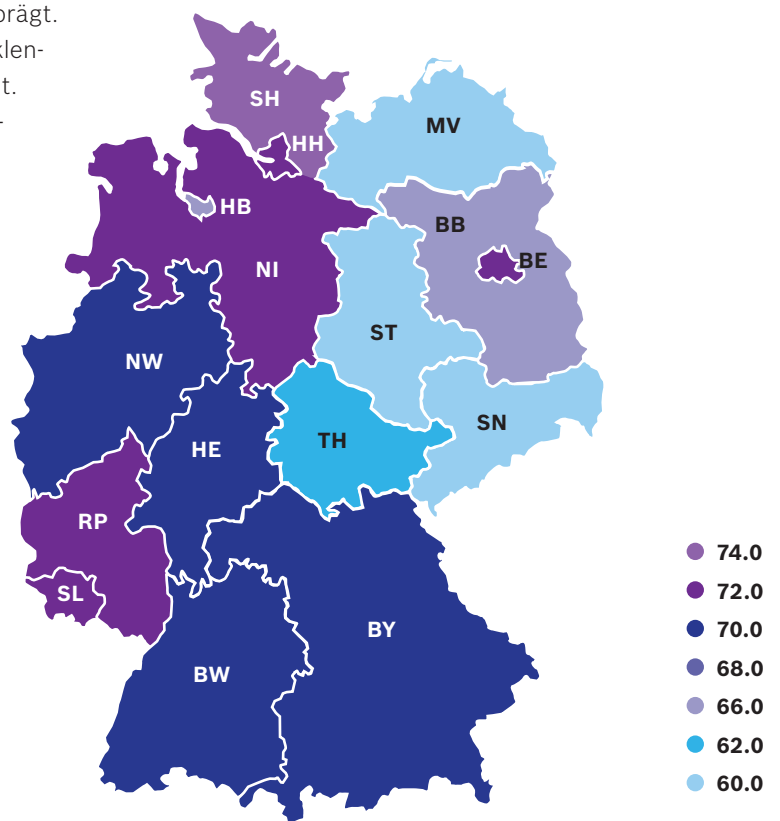 prägt.
klen-
t.
-
SH
HH
MV
HB
BB
BE
NI
ST
NW
SN
TH
HE
RP
SL
BY
BW
74.0
72.0
70.0
68.0
66.0
62.0
60.0